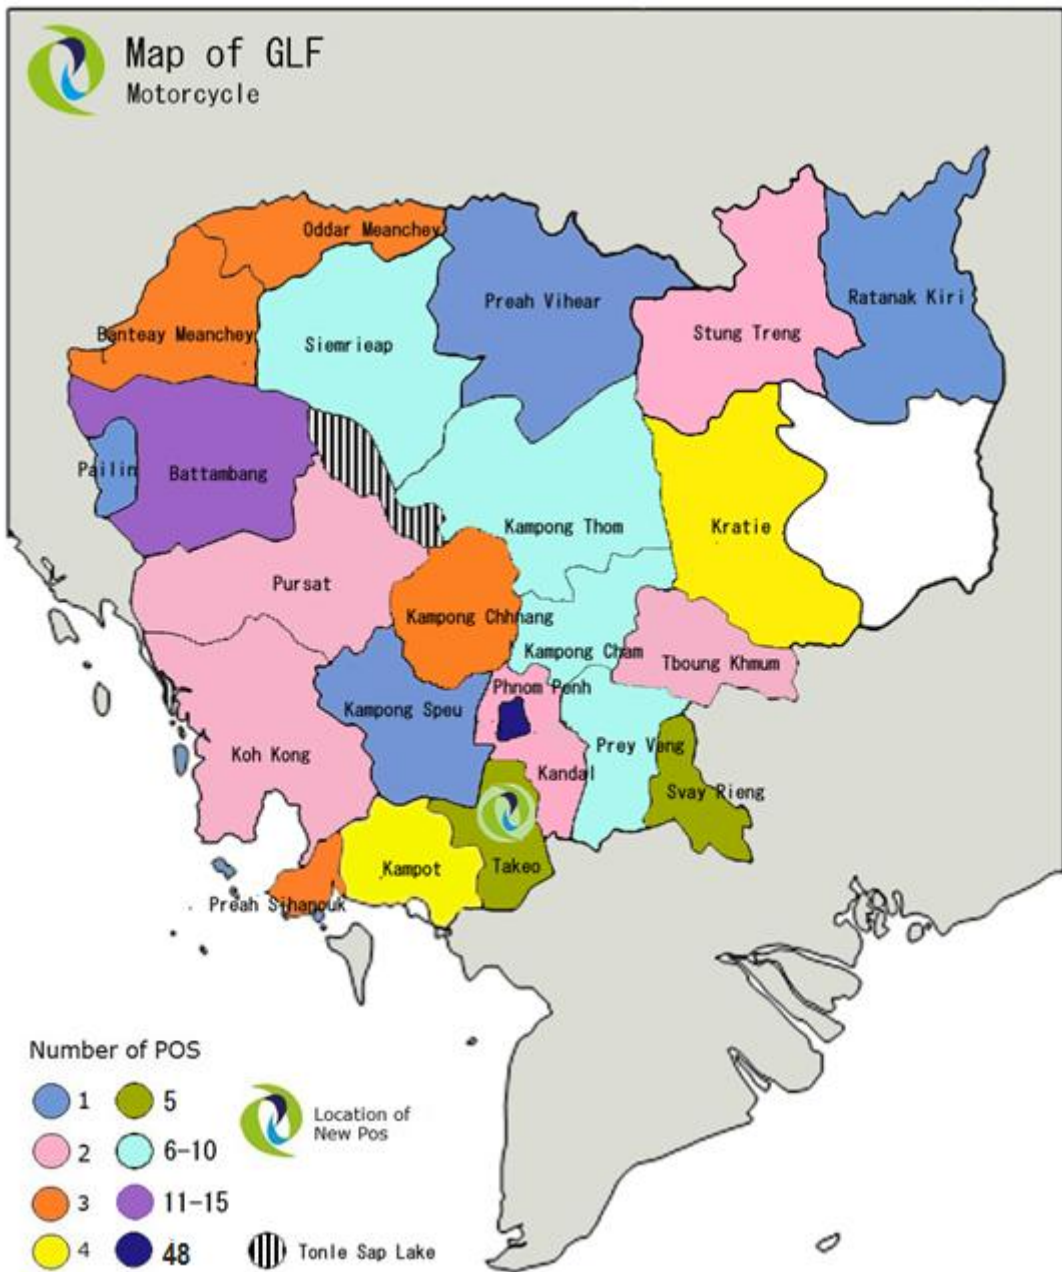 Map of GLF
Motorcycle
Oddar Meanchey
Preah Vihear
Ratanak Kiri
Banteay Meanchey
Siemrieap
Stung Treng
Pailin
Battambang
Kampong Thom
Kratie
Pursat
Kampong Chhnang
Kampong Cham
Tboung Khmum
Phnom Penh
Kampong Speu
Koh Kong
Prey Veng
Kandal
Svay Rieng
Kampot
Takeo
Preah Sihanouk
Number of POS
1
5
2
6-10
3
11-15
4
48
Location of
New Pos
Tonle Sap Lake